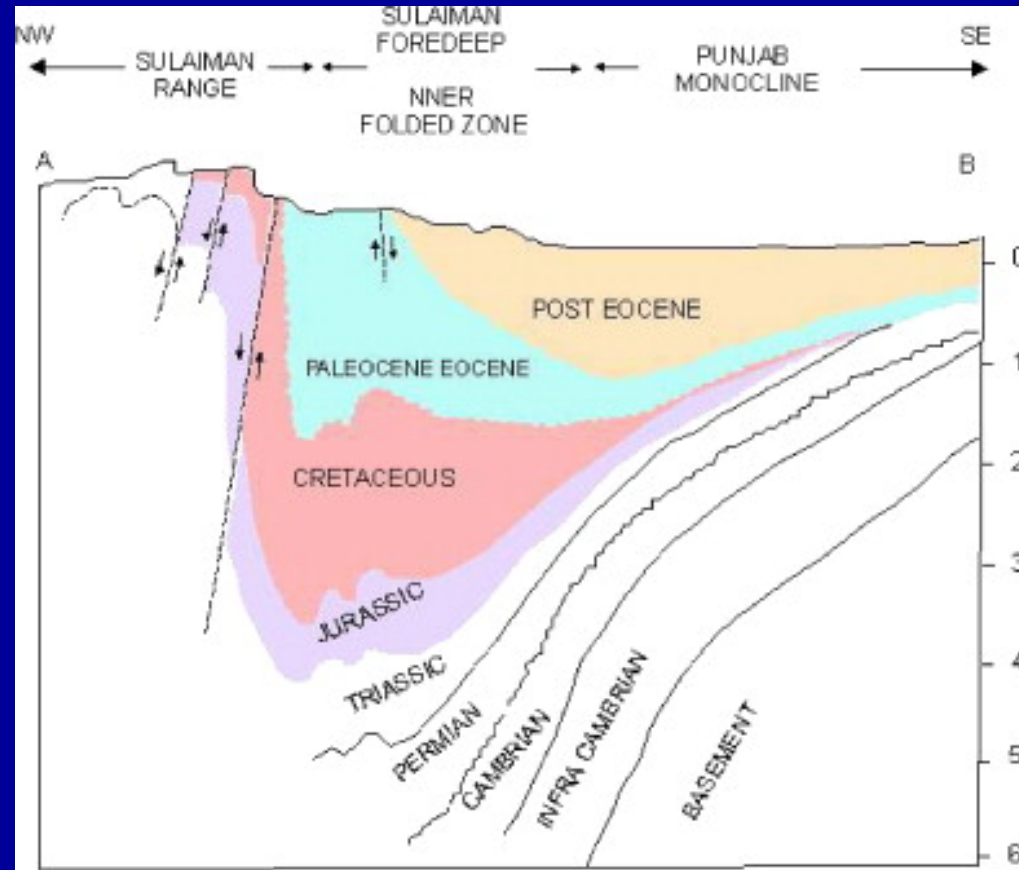 NW
SULAIMAN
RANGE
SULAIMAN
FOREDEEP
NNER
FOLDED ZONE
PUNJAB
MONOCLINE
SE
A
B
POST EOCENE
PALEOCENE EOCENE
CRETACEOUS
JURASSIC
TRIASSIC
PERMIAN
CAMBRIAN
INFRA CAMBRIAN
BASEMENT
0
1
2
3
4
5
6